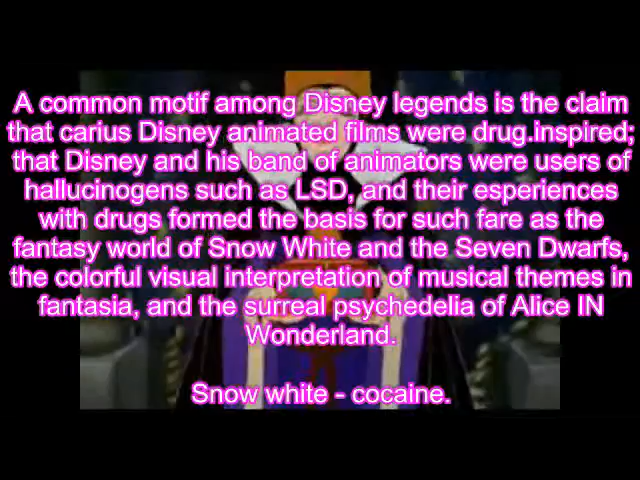 A common motif among Disney legends is the claim
that carius Disney animated films were drug.inspired;
that Disney and his band of animators were users of
hallucinogens such as LSD, and their esperiences
with drugs formed the basis for such fare as the
fantasy world of Snow White and the Seven Dwarfs,
the colorful visual interpretation of musical themes in
fantasia, and the surreal psychedelia of Alice IN
Wonderland.
Snow white - cocaine.